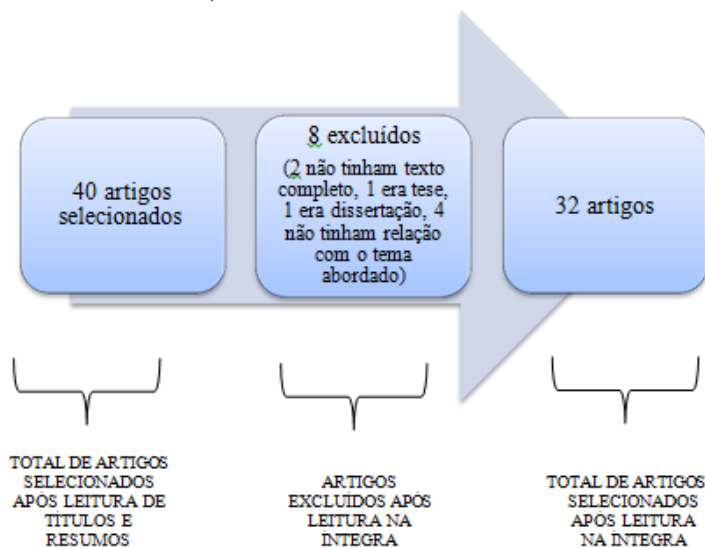 40 artigos
selecionados
8 excluídos
(2 não tinham texto
completo, 1 era tese,
1 era dissertação, 4
não tinham relação
com o tema
abordado)
32 artigos
TOTAL DE ARTIGOS
SELECIONADOS
APÓS LEITURA DE
TÍTULOS E
RESUMOS
ARTIGOS
EXCLUÍDOS APÓS
LEITURA NA
ÍNTEGRA
TOTAL DE ARTIGOS
SELECIONADOS
APÓS LEITURA
NA ÍNTEGRA